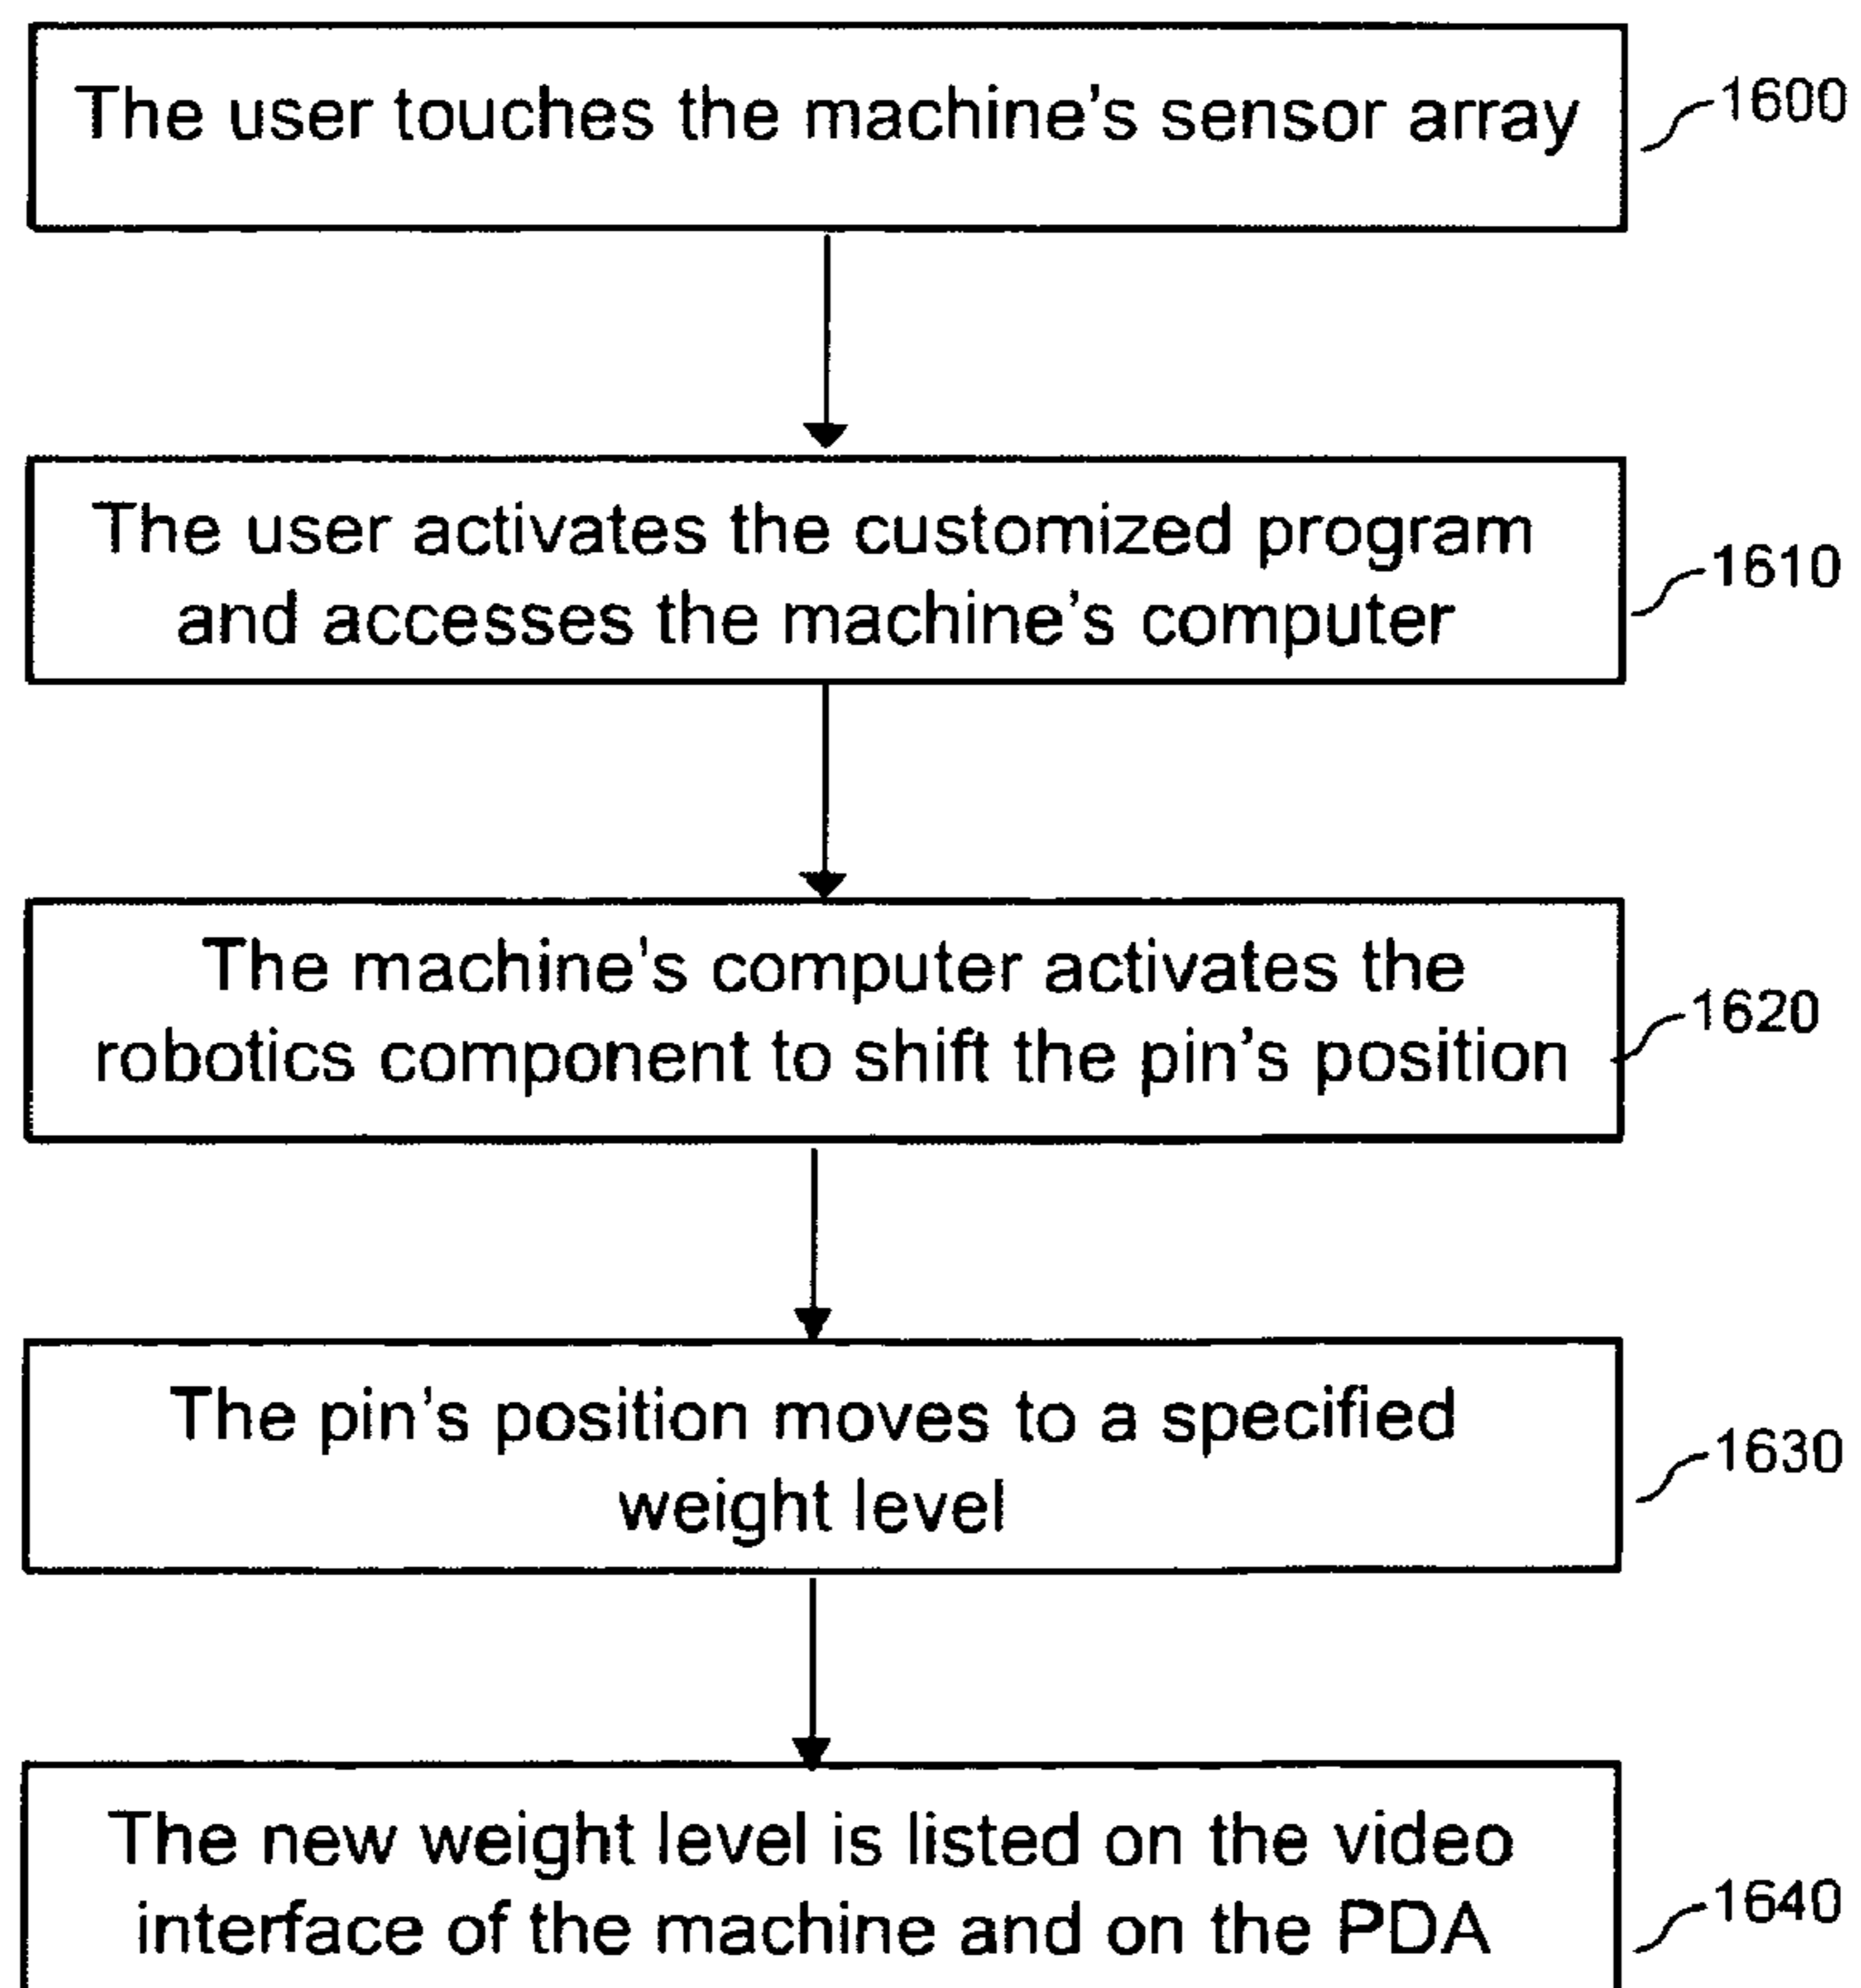 The user touches the machine's sensor array
1600
The user activates the customized program
and accesses the machine's computer
1610
The machine's computer activates the
robotics component to shift the pin's position
1620
The pin's position moves to a specified
weight level
1630
The new weight level is listed on the video
interface of the machine and on the PDA
1640